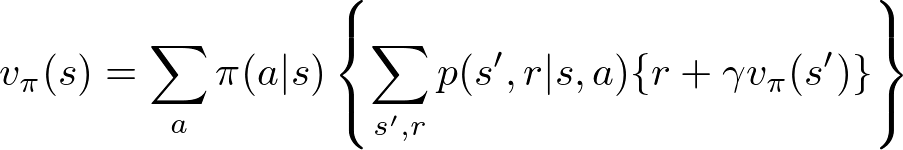 v_π(s) = ∑_a π(a|s) { ∑_{s′,r} p(s′, r|s, a){r + γv_π(s′)} }